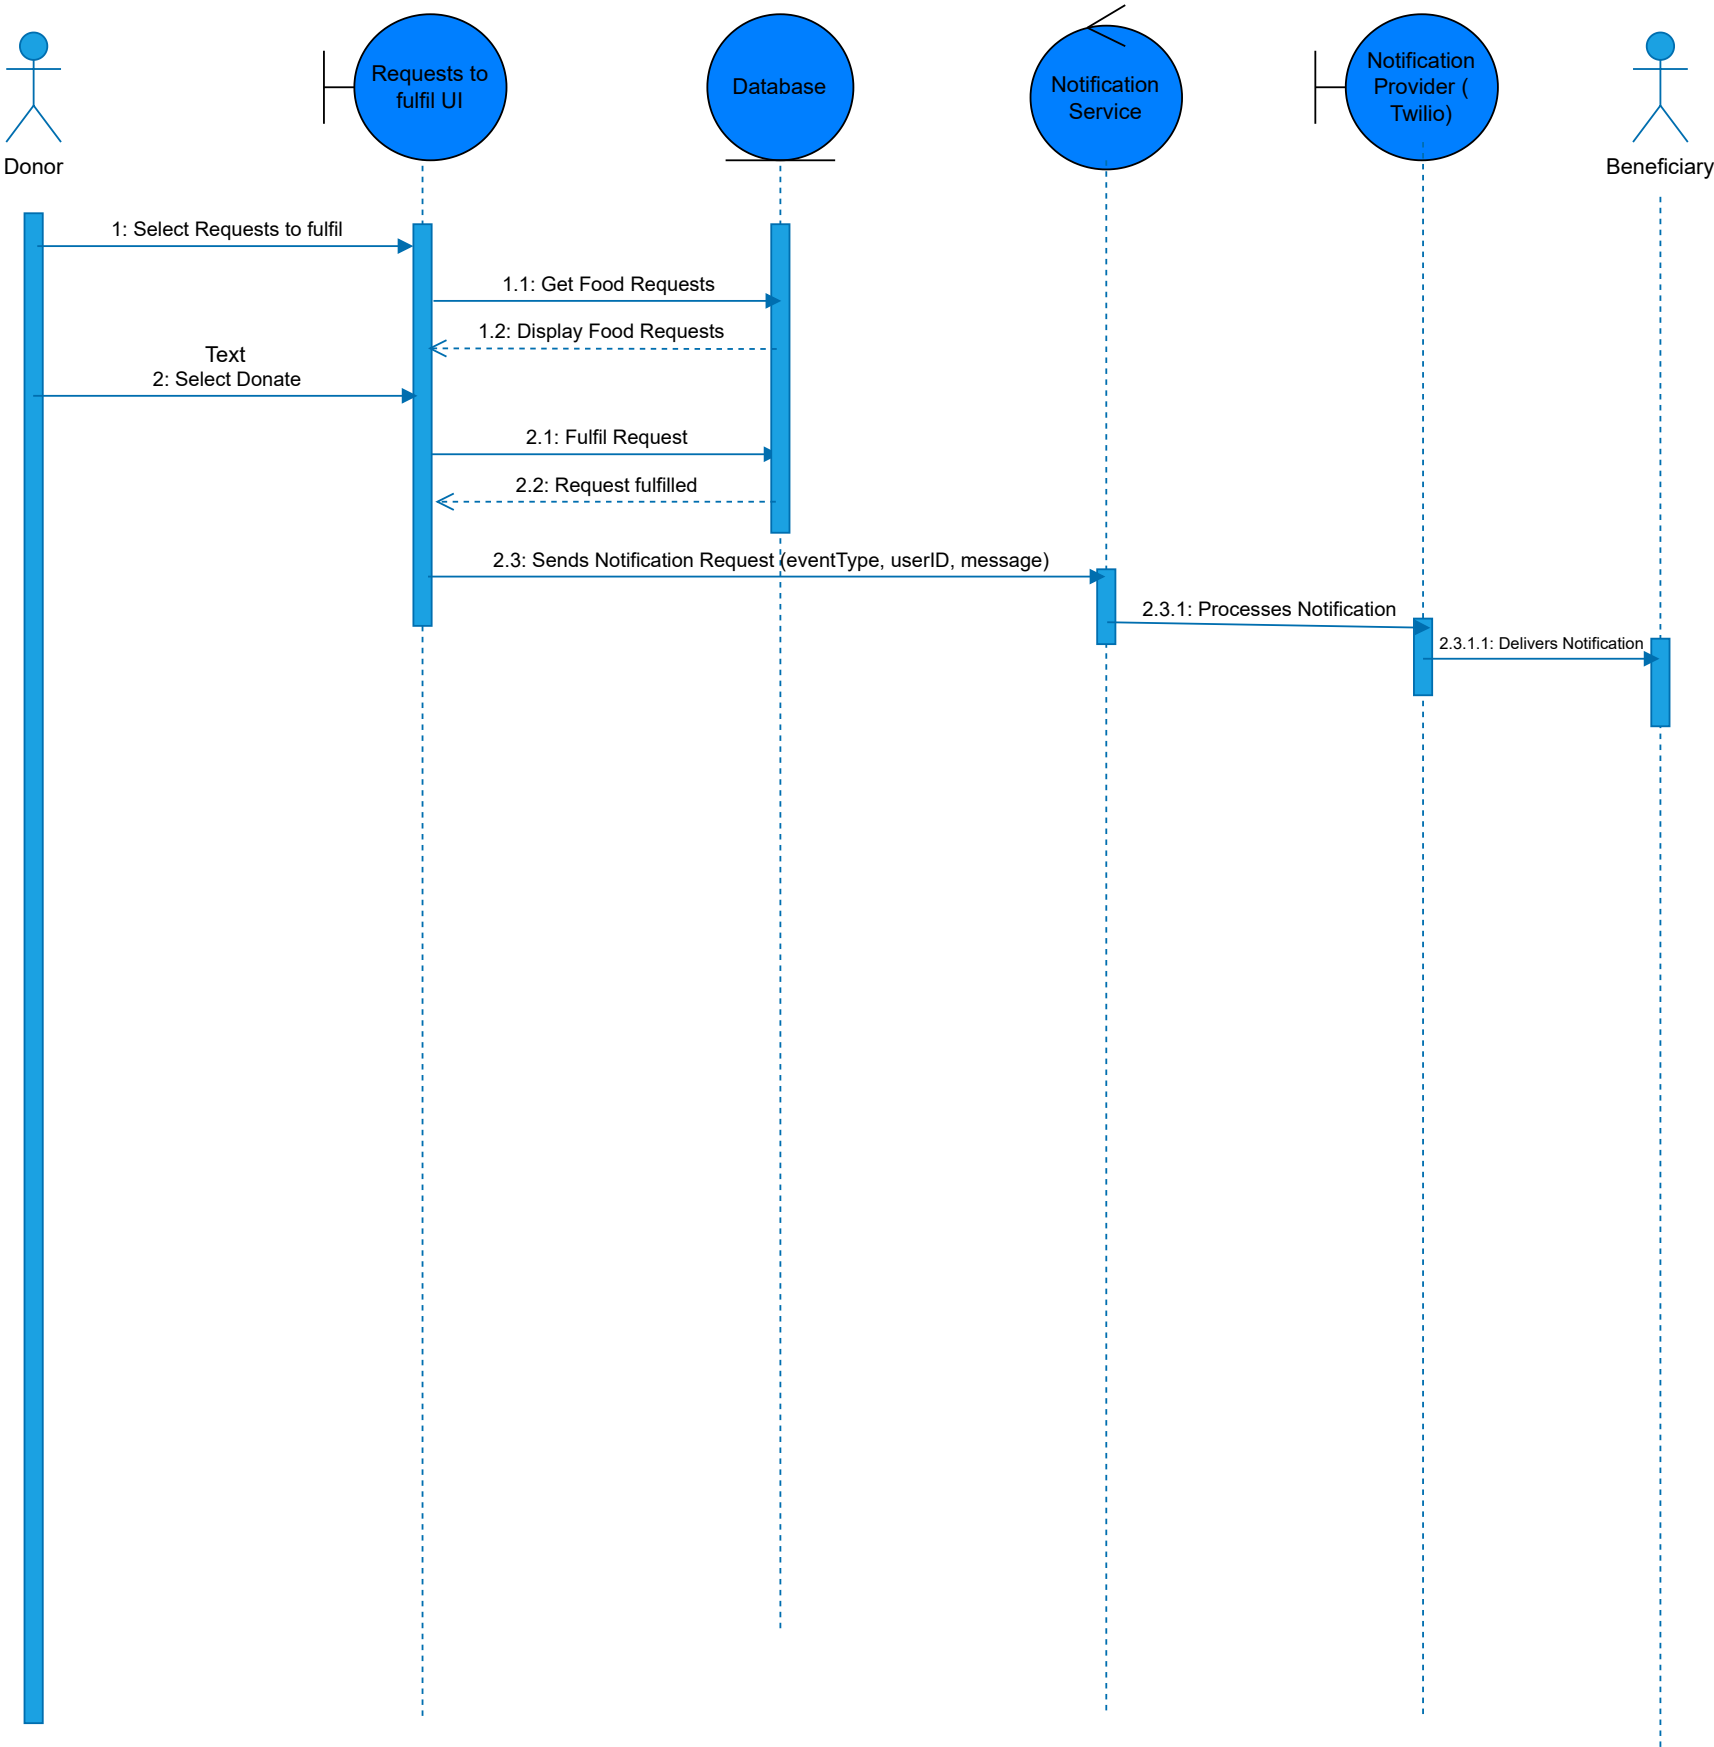 Requests to
fulfil UI
Database
Notification
Service
Notification
Provider (
Twilio)
Donor
Beneficiary
1: Select Requests to fulfil
1.1: Get Food Requests
1.2: Display Food Requests
Text
2: Select Donate
2.1: Fulfil Request
2.2: Request fulfilled
2.3: Sends Notification Request (eventType, userID, message)
2.3.1: Processes Notification
2.3.1.1: Delivers Notification